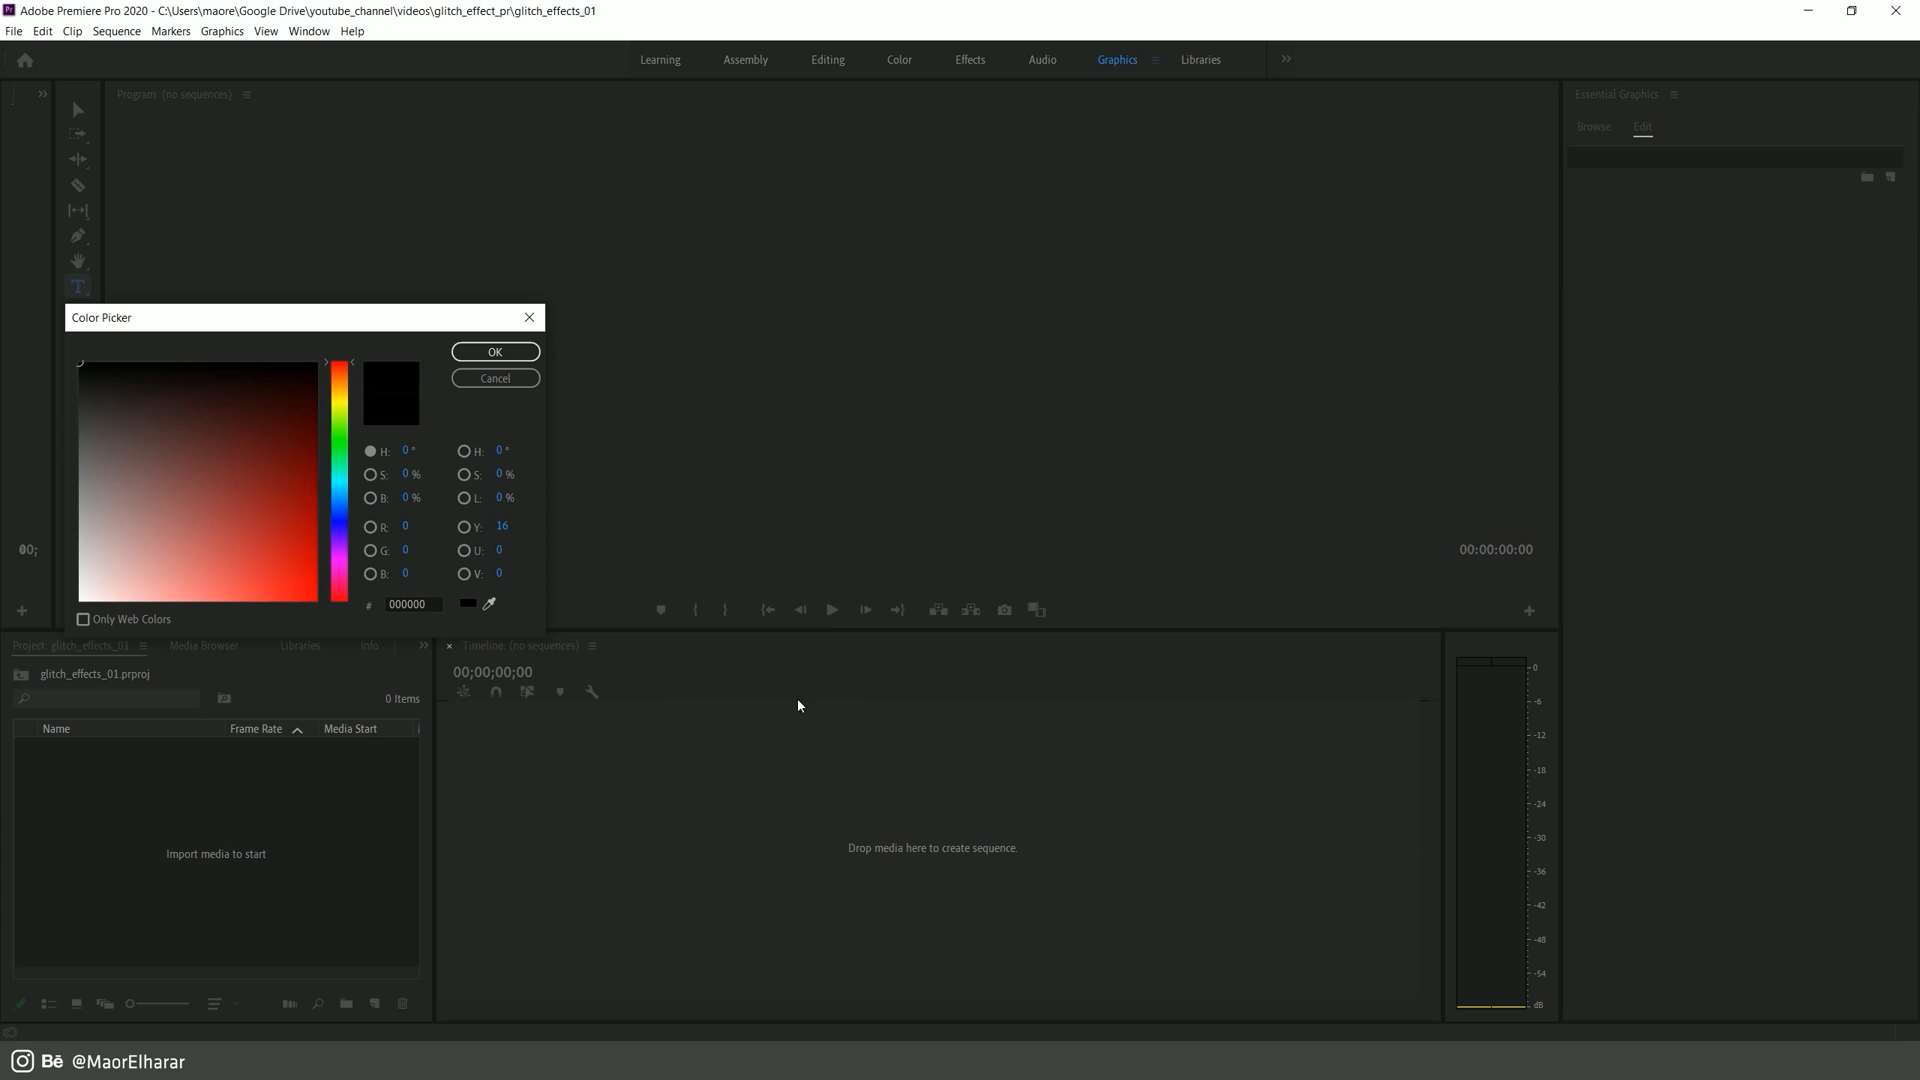 Adobe Premiere Pro 2020 - C:\Users\maore\Google Drive\youtube_channel\videos\glitch_effect_pr\glitch_effects_01
File Edit Clip Sequence Markers Graphics View Window Help
Learning Assembly Editing Color Effects Audio Graphics Libraries
Program: (no sequences)
Essential Graphics
Browse Edit
Color Picker
OK
Cancel
H: 0 ° H: 0 °
S: 0 % S: 0 %
B: 0 % L: 0 %
R: 0 Y: 16
G: 0 U: 0
B: 0 V: 0
# 000000
Only Web Colors
00;
00:00:00:00
Project: glitch_effects_01 Media Browser Libraries Info
glitch_effects_01.prproj
0 Items
Name Frame Rate Media Start
Import media to start
Timeline: (no sequences)
00;00;00;00
Drop media here to create sequence.
0
-6
-12
-18
-24
-30
-36
-42
-48
-54
dB
Bē @MaorElharar